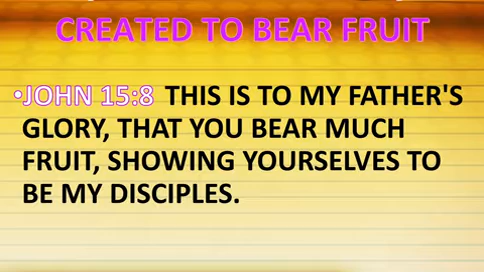 CREATED TO BEAR FRUIT
•JOHN 15:8 THIS IS TO MY FATHER'S
GLORY, THAT YOU BEAR MUCH
FRUIT, SHOWING YOURSELVES TO
BE MY DISCIPLES.